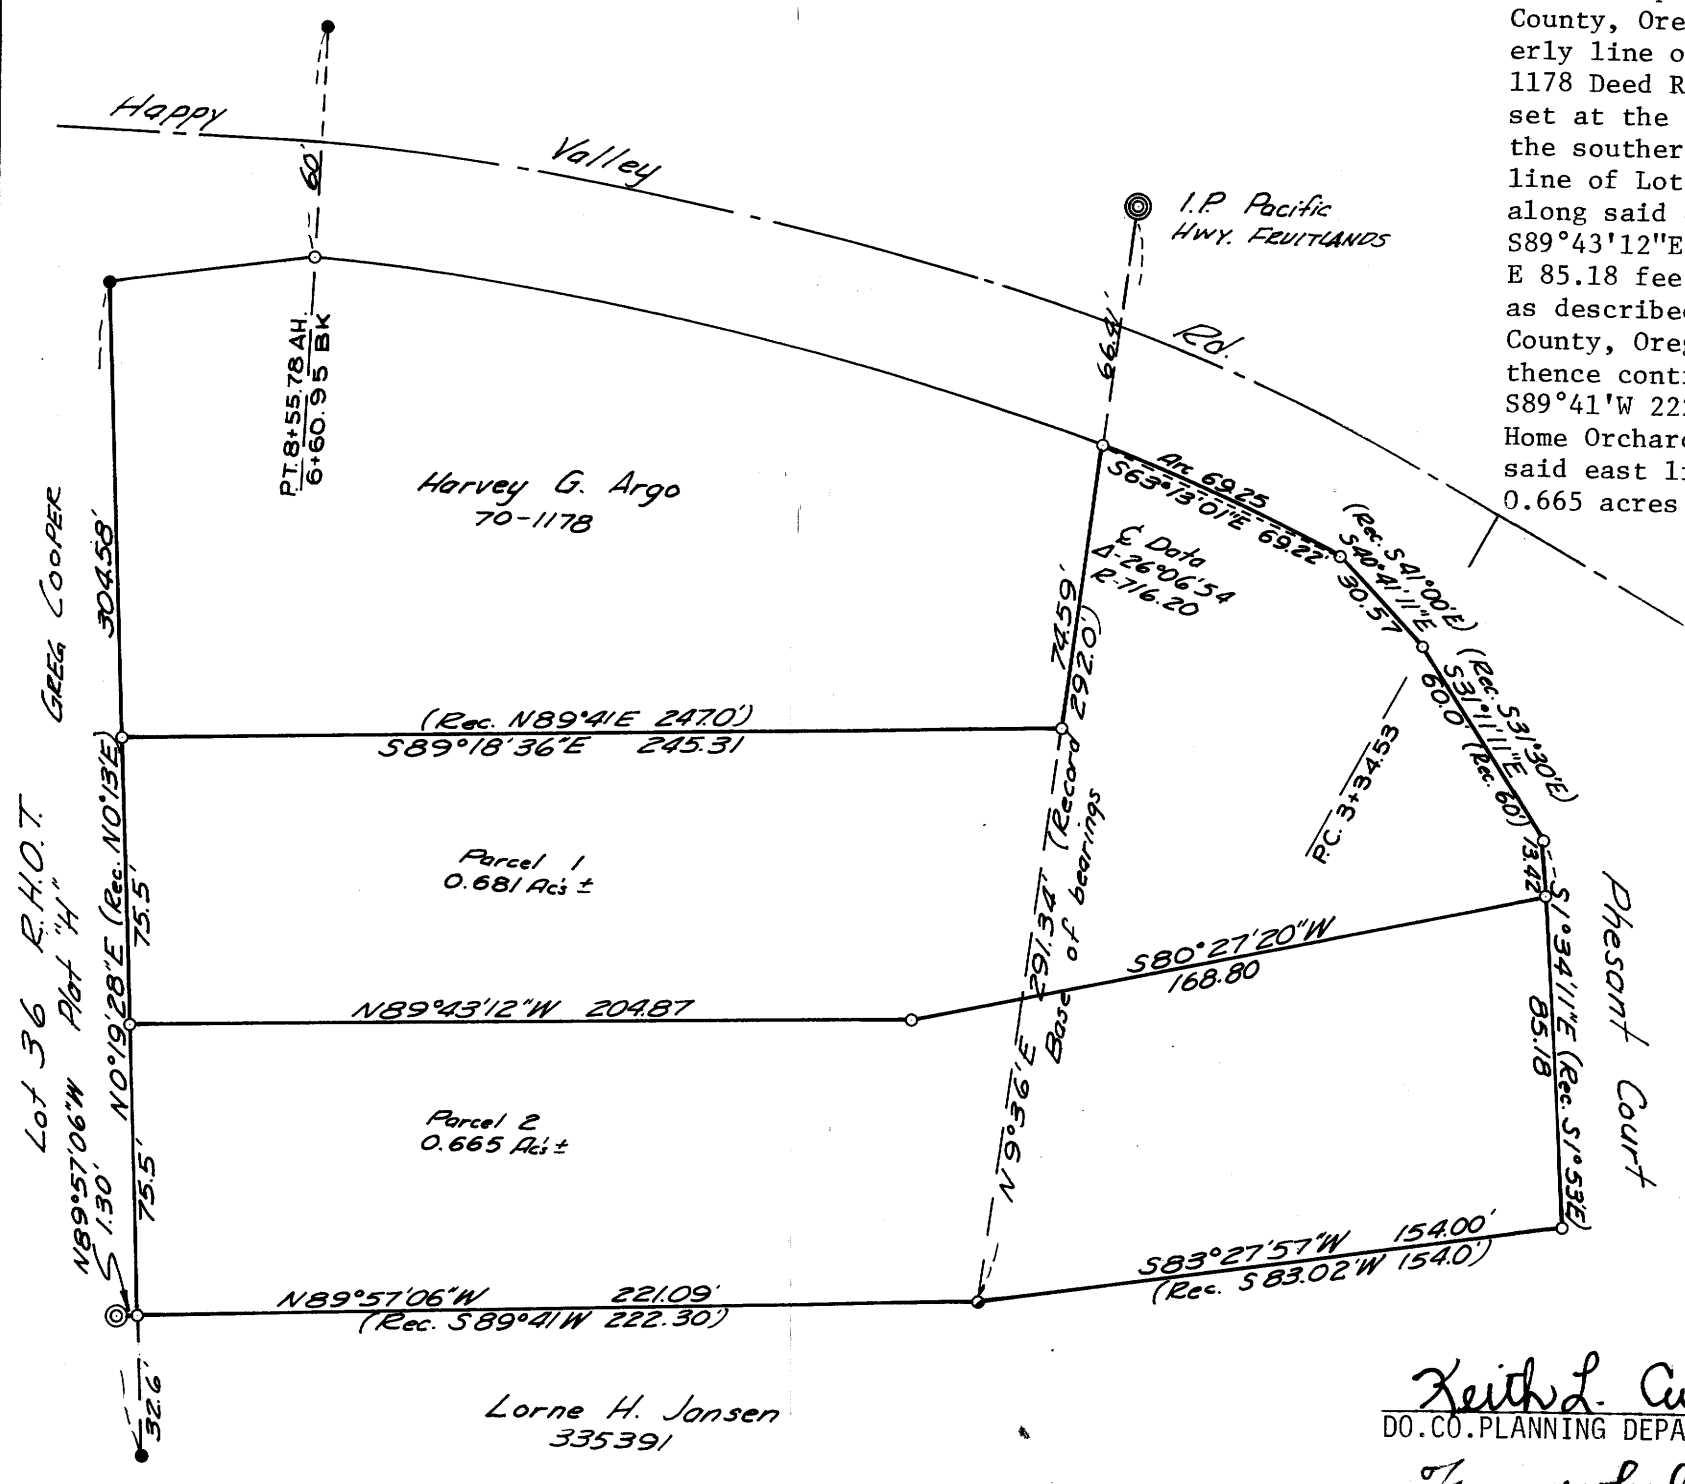 County, Ore
erly line o
1178 Deed R
set at the
the souther
line of Lot
along said
S89°43'12"E
E 85.18 fee
as describe
County, Oreg
thence conti
S89°41'W 222
Home Orchard
said east li
0.665 acres
Happy Valley Rd.
60'
I.P. Pacific
HWY. FRUITLANDS
66.41'
P.T. 8+55.78 AH.
6+60.95 BK
Harvey G. Argo
70-1178
Arc 69.25
S63°13'01"E 69.22'
₵ Data
Δ-26°06'54
R-716.20
(Rec. S41°00'E)
S40°41'11"E
30.57
(Rec. S31°30'E)
S31°11'11"E
60.0' (Rec. 60')
P.C. 3+34.53
13.42
GREG COOPER
304.58'
74.59'
(Rec. N89°41E 247.0')
S89°18'36"E 245.31
N9°36'E 291.34' (Record 292.0')
Base of bearings
Lot 36 R.H.O.T.
Plat "H"
N0°19'28"E (Rec. N0°13'E)
75.5'
Parcel 1
0.681 Ac's ±
S80°27'20"W
168.80
N89°43'12"W 204.87
S1°34'11"E (Rec. S1°53'E)
85.18
Phesant Court
Parcel 2
0.665 Ac's ±
75.5'
N89°57'06"W
1.30'
S83°27'57"W 154.00'
(Rec. S83.02'W 154.0')
N89°57'06"W 221.09'
(Rec. S89°41W 222.30')
32.6'
Lorne H. Jansen
335391
Keith L. Cu
DO.CO.PLANNING DEPA